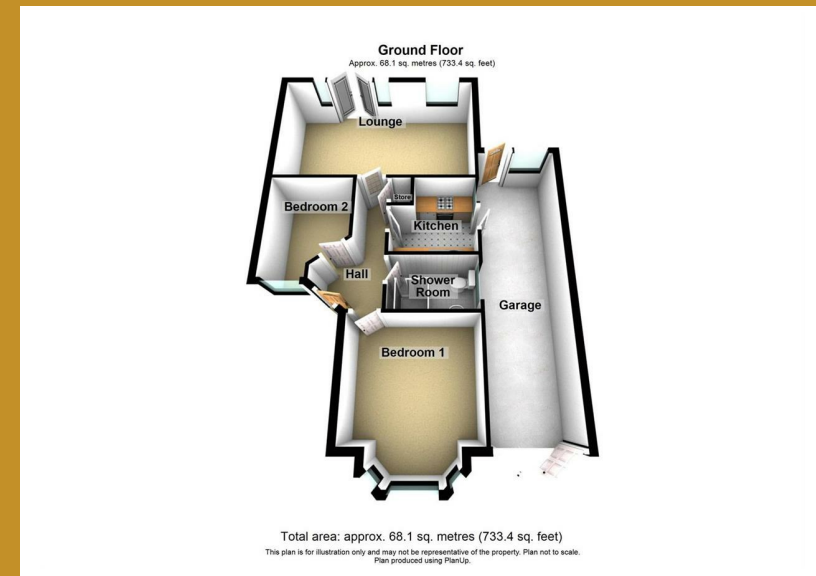 Ground Floor
Approx. 68.1 sq. metres (733.4 sq. feet)
Lounge
Store
Bedroom 2
Kitchen
Hall
Shower
Room
Garage
Bedroom 1
Total area: approx. 68.1 sq. metres (733.4 sq. feet)
This plan is for illustration only and may not be representative of the property. Plan not to scale.
Plan produced using PlanUp.